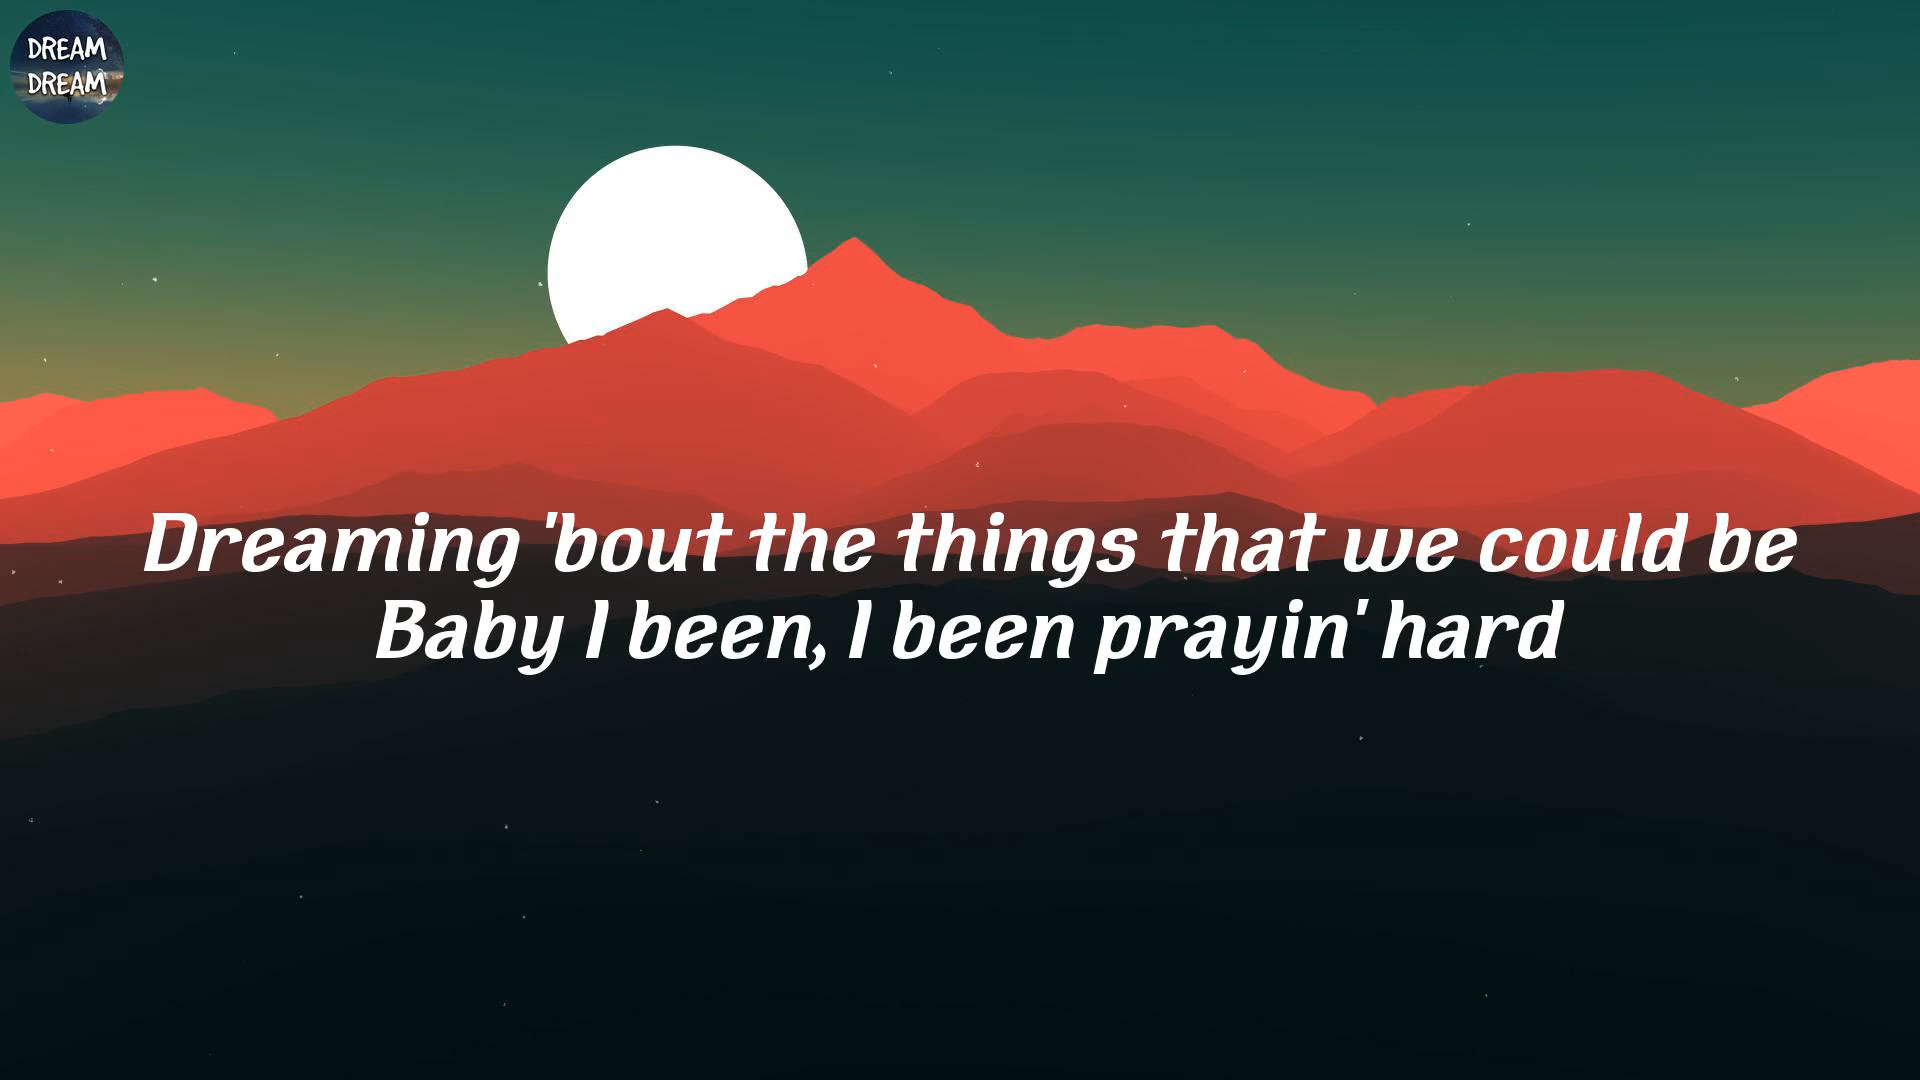 DREAM
DREAM
Dreaming 'bout the things that we could be
Baby I been, I been prayin' hard